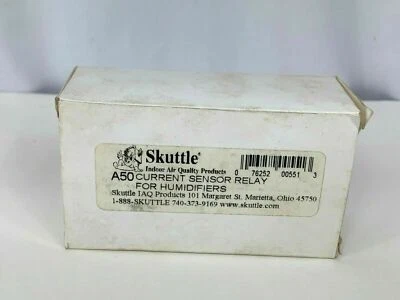 Skuttle®
Indoor Air Quality Products
0 76252 00551 3
A50 CURRENT SENSOR RELAY
FOR HUMIDIFIERS
Skuttle IAQ Products 101 Margaret St. Marietta, Ohio 45750
1-888-SKUTTLE 740-373-9169 www.skuttle.com